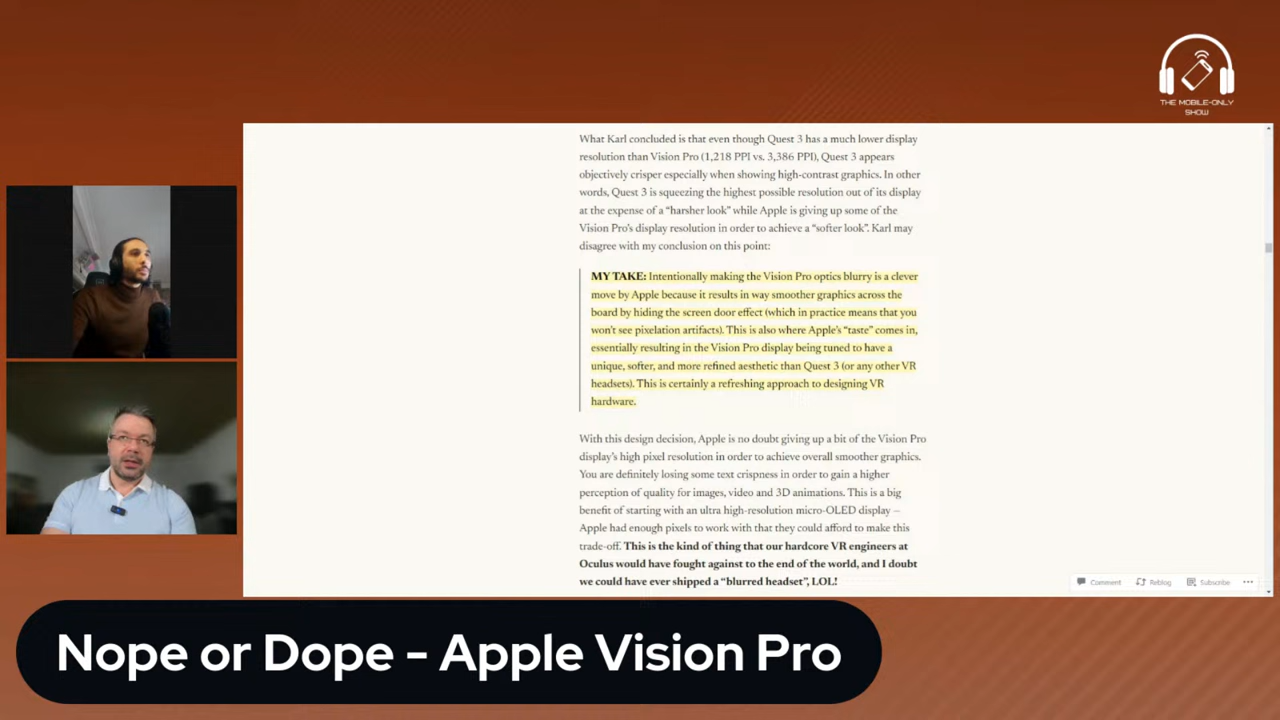 THE MOBILE-ONLY
SHOW
What Karl concluded is that even though Quest 3 has a much lower display
resolution than Vision Pro (1,218 PPI vs. 3,386 PPI), Quest 3 appears
objectively crisper especially when showing high-contrast graphics. In other
words, Quest 3 is squeezing the highest possible resolution out of its display
at the expense of a “harsher look” while Apple is giving up some of the
Vision Pro’s display resolution in order to achieve a “softer look”. Karl may
disagree with my conclusion on this point:
MY TAKE: Intentionally making the Vision Pro optics blurry is a clever
move by Apple because it results in way smoother graphics across the
board by hiding the screen door effect (which in practice means that you
won’t see pixelation artifacts). This is also where Apple’s “taste” comes in,
essentially resulting in the Vision Pro display being tuned to have a
unique, softer, and more refined aesthetic than Quest 3 (or any other VR
headsets). This is certainly a refreshing approach to designing VR
hardware.
With this design decision, Apple is no doubt giving up a bit of the Vision Pro
display’s high pixel resolution in order to achieve overall smoother graphics.
You are definitely losing some text crispness in order to gain a higher
perception of quality for images, video and 3D animations. This is a big
benefit of starting with an ultra high-resolution micro-OLED display –
Apple had enough pixels to work with that they could afford to make this
trade-off. This is the kind of thing that our hardcore VR engineers at
Oculus would have fought against to the end of the world, and I doubt
we could have ever shipped a “blurred headset”, LOL!
Comment Reblog Subscribe
Nope or Dope - Apple Vision Pro